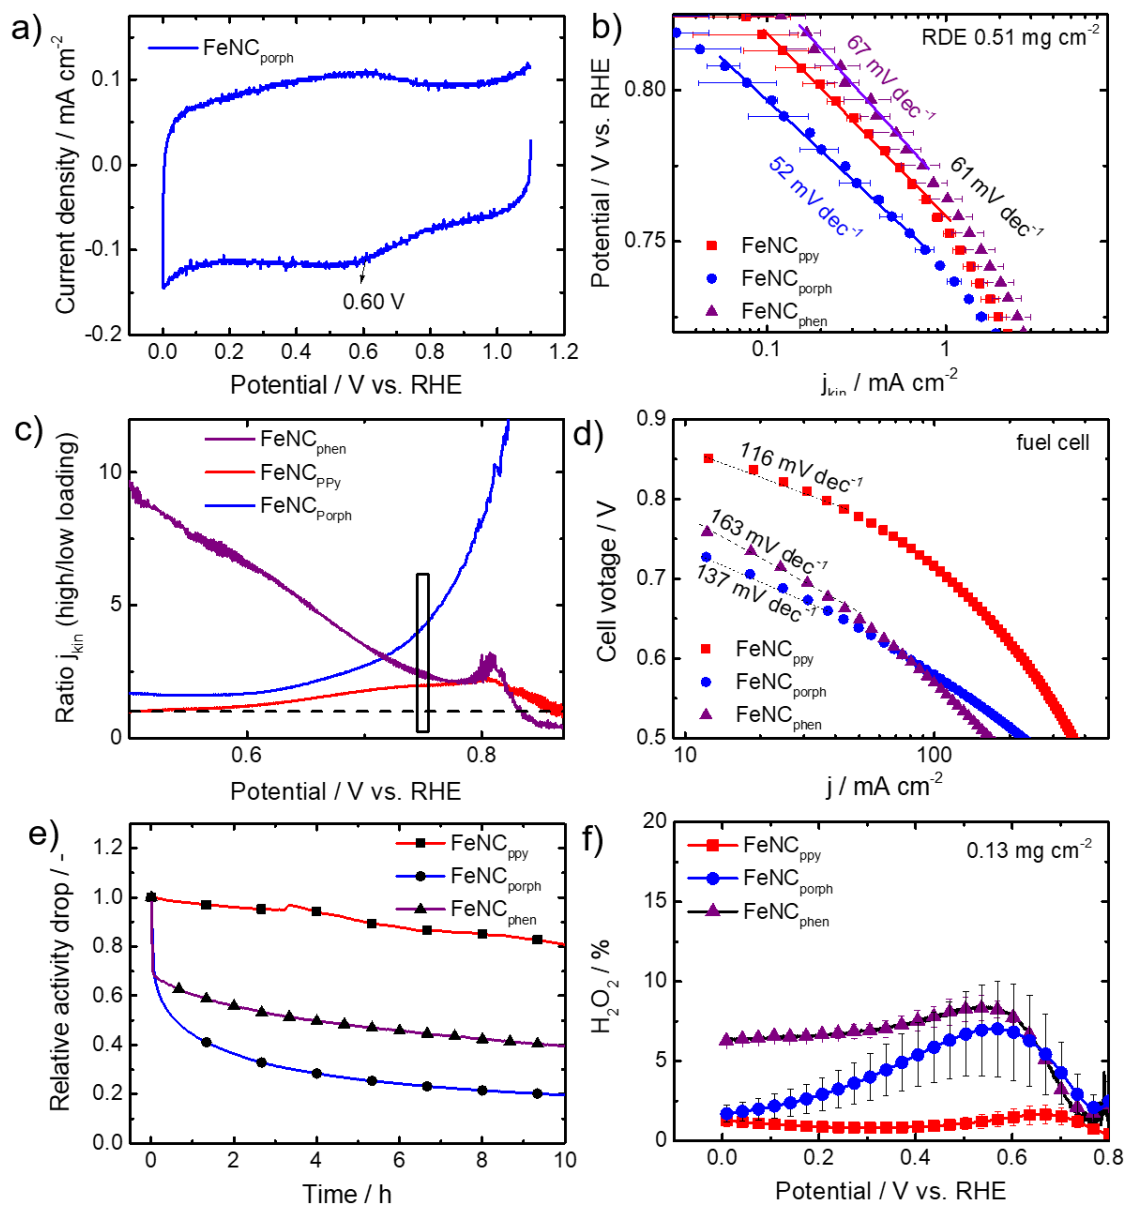 a)
FeNCporph
Current density / mA cm-2
0.1
0.0
-0.1
-0.2
0.60 V
0.0 0.2 0.4 0.6 0.8 1.0 1.2
Potential / V vs. RHE
b)
RDE 0.51 mg cm-2
Potential / V vs. RHE
0.80
0.75
67 mV dec-1
61 mV dec-1
52 mV dec-1
FeNCppy
FeNCporph
FeNCphen
0.1 1
jkin / mA cm-2
c)
FeNCphen
FeNCPPy
FeNCPorph
Ratio jkin (high/low loading)
10
5
0
0.6 0.8
Potential / V vs. RHE
d)
fuel cell
Cell votage / V
0.9
0.8
0.7
0.6
0.5
116 mV dec-1
163 mV dec-1
137 mV dec-1
FeNCppy
FeNCporph
FeNCphen
10 100
j / mA cm-2
e)
FeNCppy
FeNCporph
FeNCphen
Relative activity drop / -
1.2
1.0
0.8
0.6
0.4
0.2
0.0
0 2 4 6 8 10
Time / h
f)
0.13 mg cm-2
FeNCppy
FeNCporph
FeNCphen
H2O2 / %
20
15
10
5
0
0.0 0.2 0.4 0.6 0.8
Potential / V vs. RHE